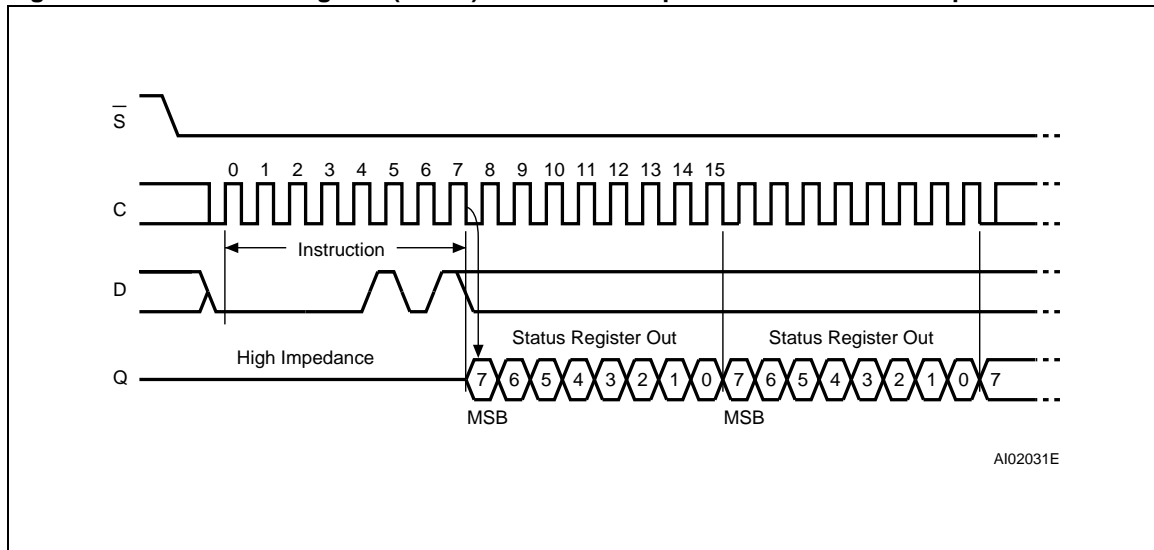 S
0 1 2 3 4 5 6 7 8 9 10 11 12 13 14 15
C
Instruction
D
Status Register Out Status Register Out
High Impedance
Q
7 6 5 4 3 2 1 0 7 6 5 4 3 2 1 0 7
MSB MSB
AI02031E